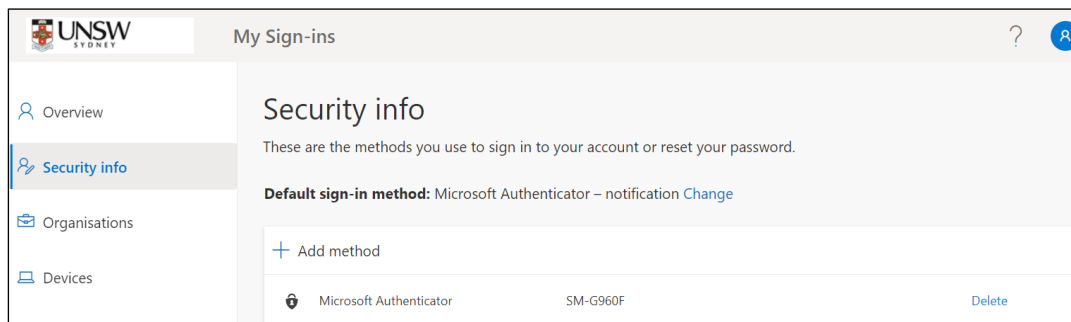 UNSW
SYDNEY
My Sign-ins
?
Overview
Security info
Organisations
Devices
Security info
These are the methods you use to sign in to your account or reset your password.
Default sign-in method: Microsoft Authenticator – notification Change
+ Add method
Microsoft Authenticator SM-G960F Delete